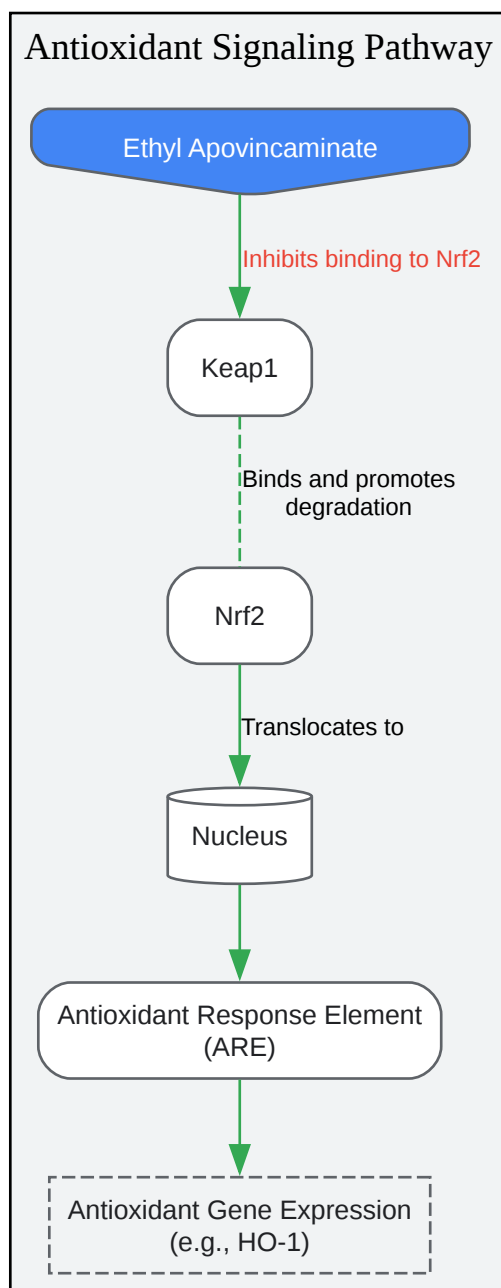 Antioxidant Signaling Pathway
Ethyl Apovincaminate
Inhibits binding to Nrf2
Keap1
Binds and promotes
degradation
Nrf2
Translocates to
Nucleus
Antioxidant Response Element
(ARE)
Antioxidant Gene Expression
(e.g., HO-1)